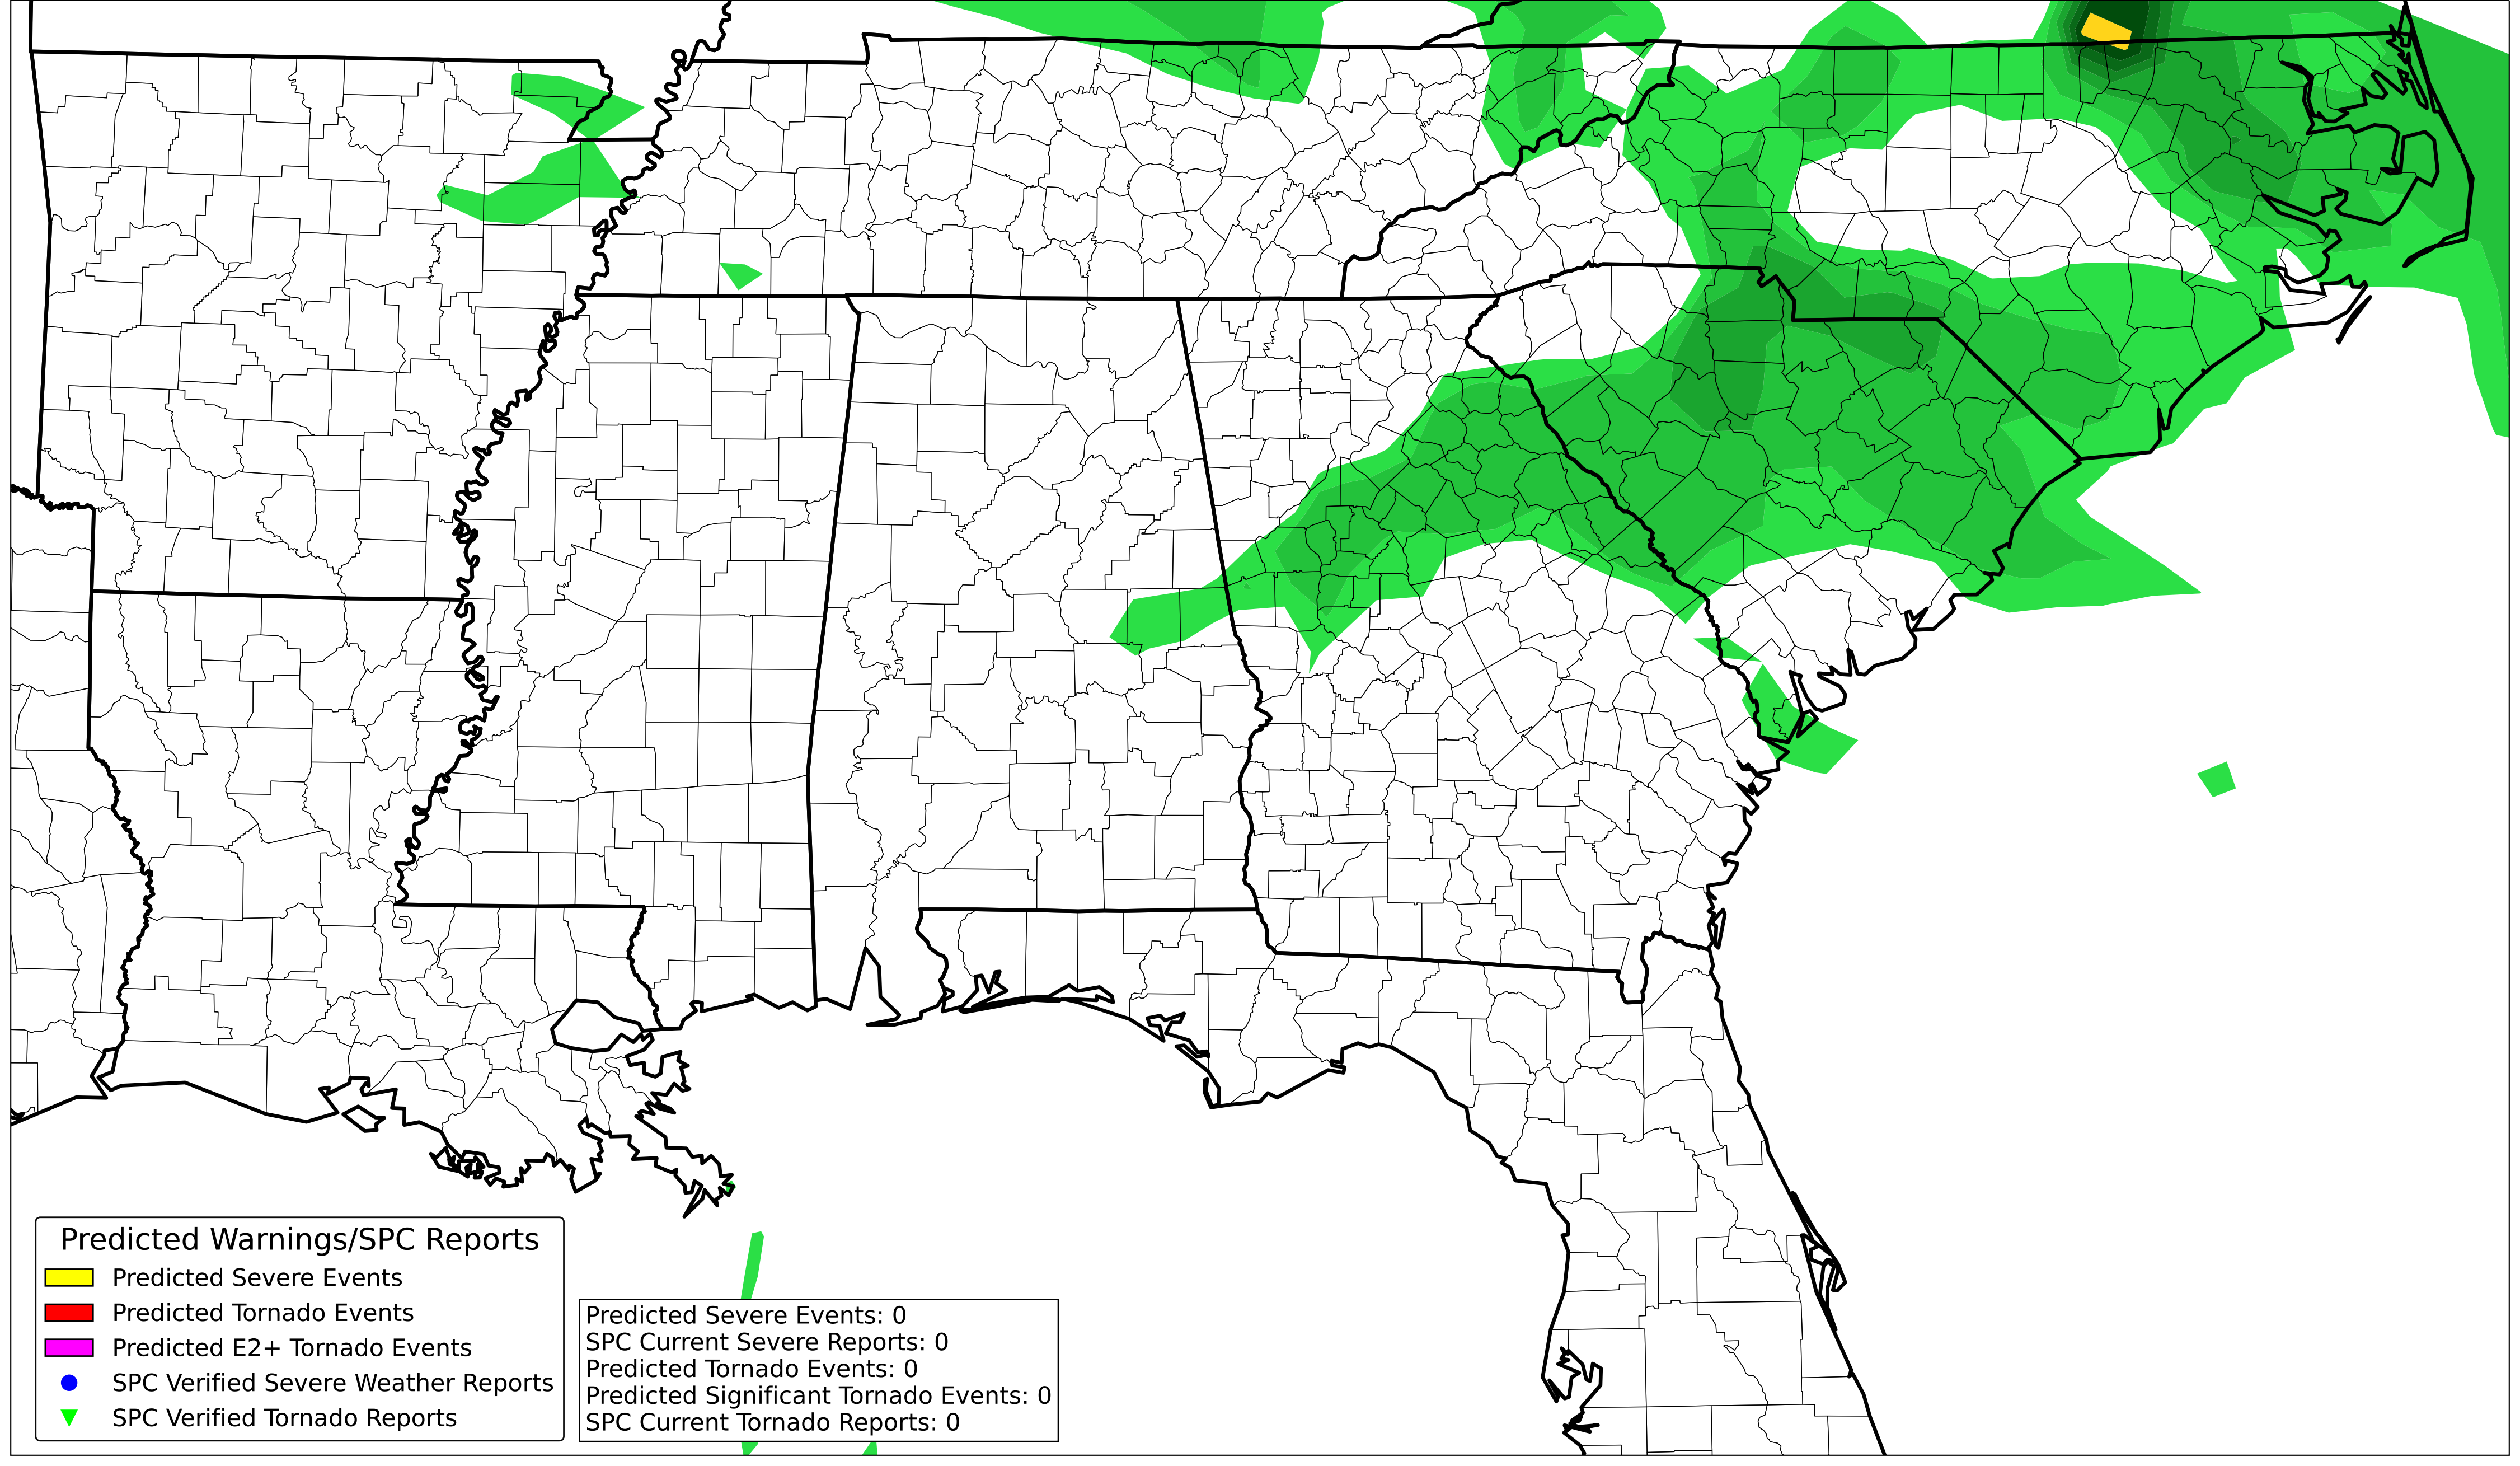 Predicted Warnings/SPC Reports
Predicted Severe Events
Predicted Tornado Events
Predicted E2+ Tornado Events
SPC Verified Severe Weather Reports
SPC Verified Tornado Reports
Predicted Severe Events: 0
SPC Current Severe Reports: 0
Predicted Tornado Events: 0
Predicted Significant Tornado Events: 0
SPC Current Tornado Reports: 0